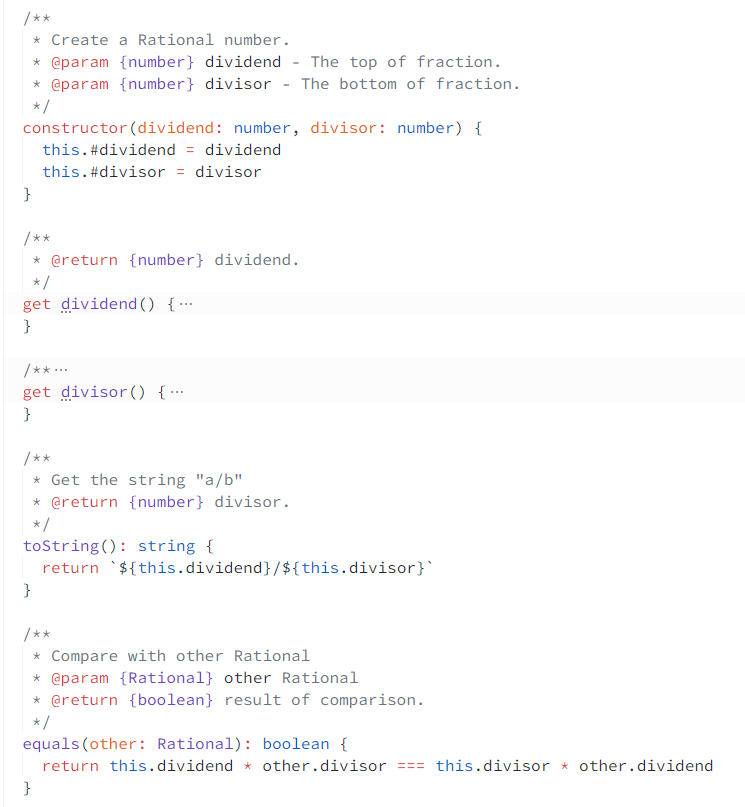 /**
 * Create a Rational number.
 * @param {number} dividend - The top of fraction.
 * @param {number} divisor - The bottom of fraction.
 */
constructor(dividend: number, divisor: number) {
  this.#dividend = dividend
  this.#divisor = divisor
}

/**
 * @return {number} dividend.
 */
get dividend() {···
}

/**···
get divisor() {···
}

/**
 * Get the string "a/b"
 * @return {number} divisor.
 */
toString(): string {
  return `${this.dividend}/${this.divisor}`
}

/**
 * Compare with other Rational
 * @param {Rational} other Rational
 * @return {boolean} result of comparison.
 */
equals(other: Rational): boolean {
  return this.dividend * other.divisor === this.divisor * other.dividend
}